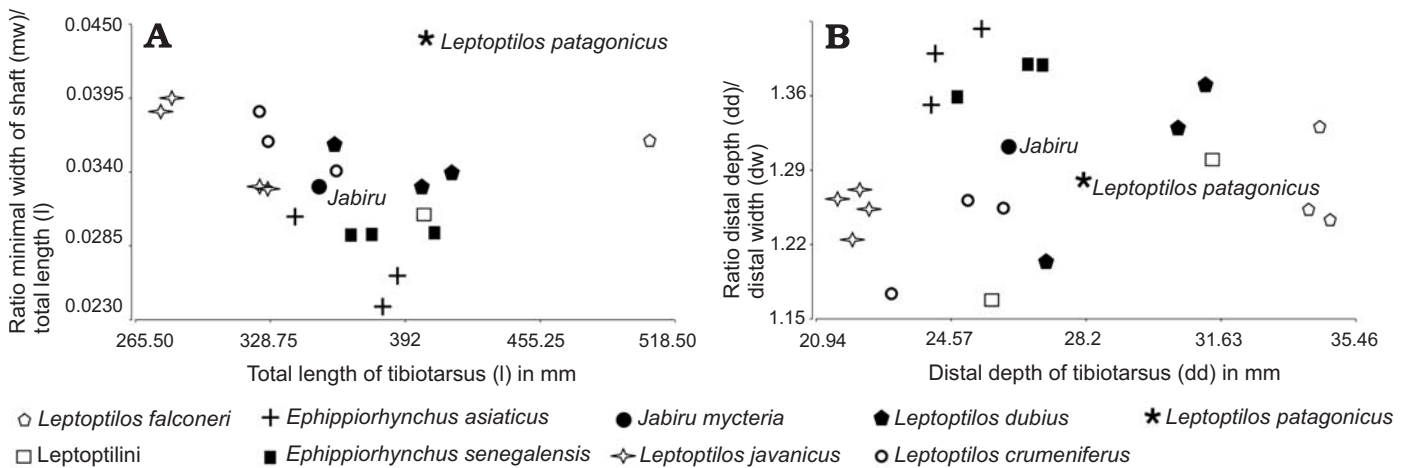 A
Ratio minimal width of shaft (mw)/
total length (l)
0.0450
0.0395
0.0340
0.0285
0.0230
Leptoptilos patagonicus
Jabiru
265.50 328.75 392 455.25 518.50
Total length of tibiotarsus (l) in mm
B
Ratio distal depth (dd)/
distal width (dw)
1.36
1.29
1.22
1.15
Jabiru
Leptoptilos patagonicus
20.94 24.57 28.2 31.63 35.46
Distal depth of tibiotarsus (dd) in mm
Leptoptilos falconeri Ephippiorhynchus asiaticus Jabiru mycteria Leptoptilos dubius Leptoptilos patagonicus
Leptoptilini Ephippiorhynchus senegalensis Leptoptilos javanicus Leptoptilos crumeniferus